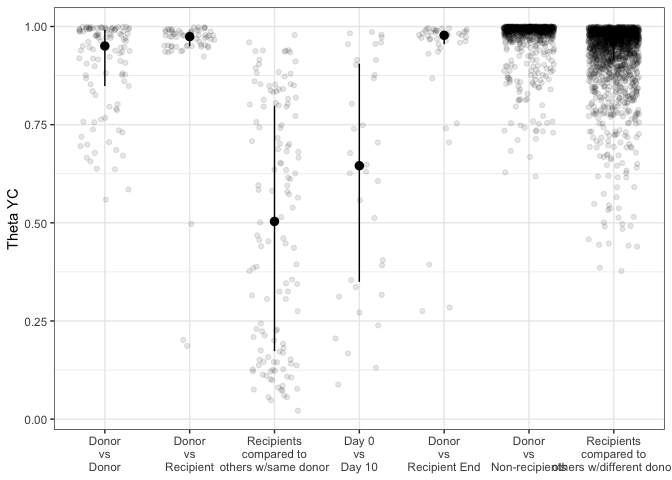 Theta YC
1.00
0.75
0.50
0.25
0.00
Donor
vs
Donor
Donor
vs
Recipient
Recipients
compared to
others w/same donor
Day 0
vs
Day 10
Donor
vs
Recipient End
Donor
vs
Non-recipients
Recipients
compared to
others w/different dono